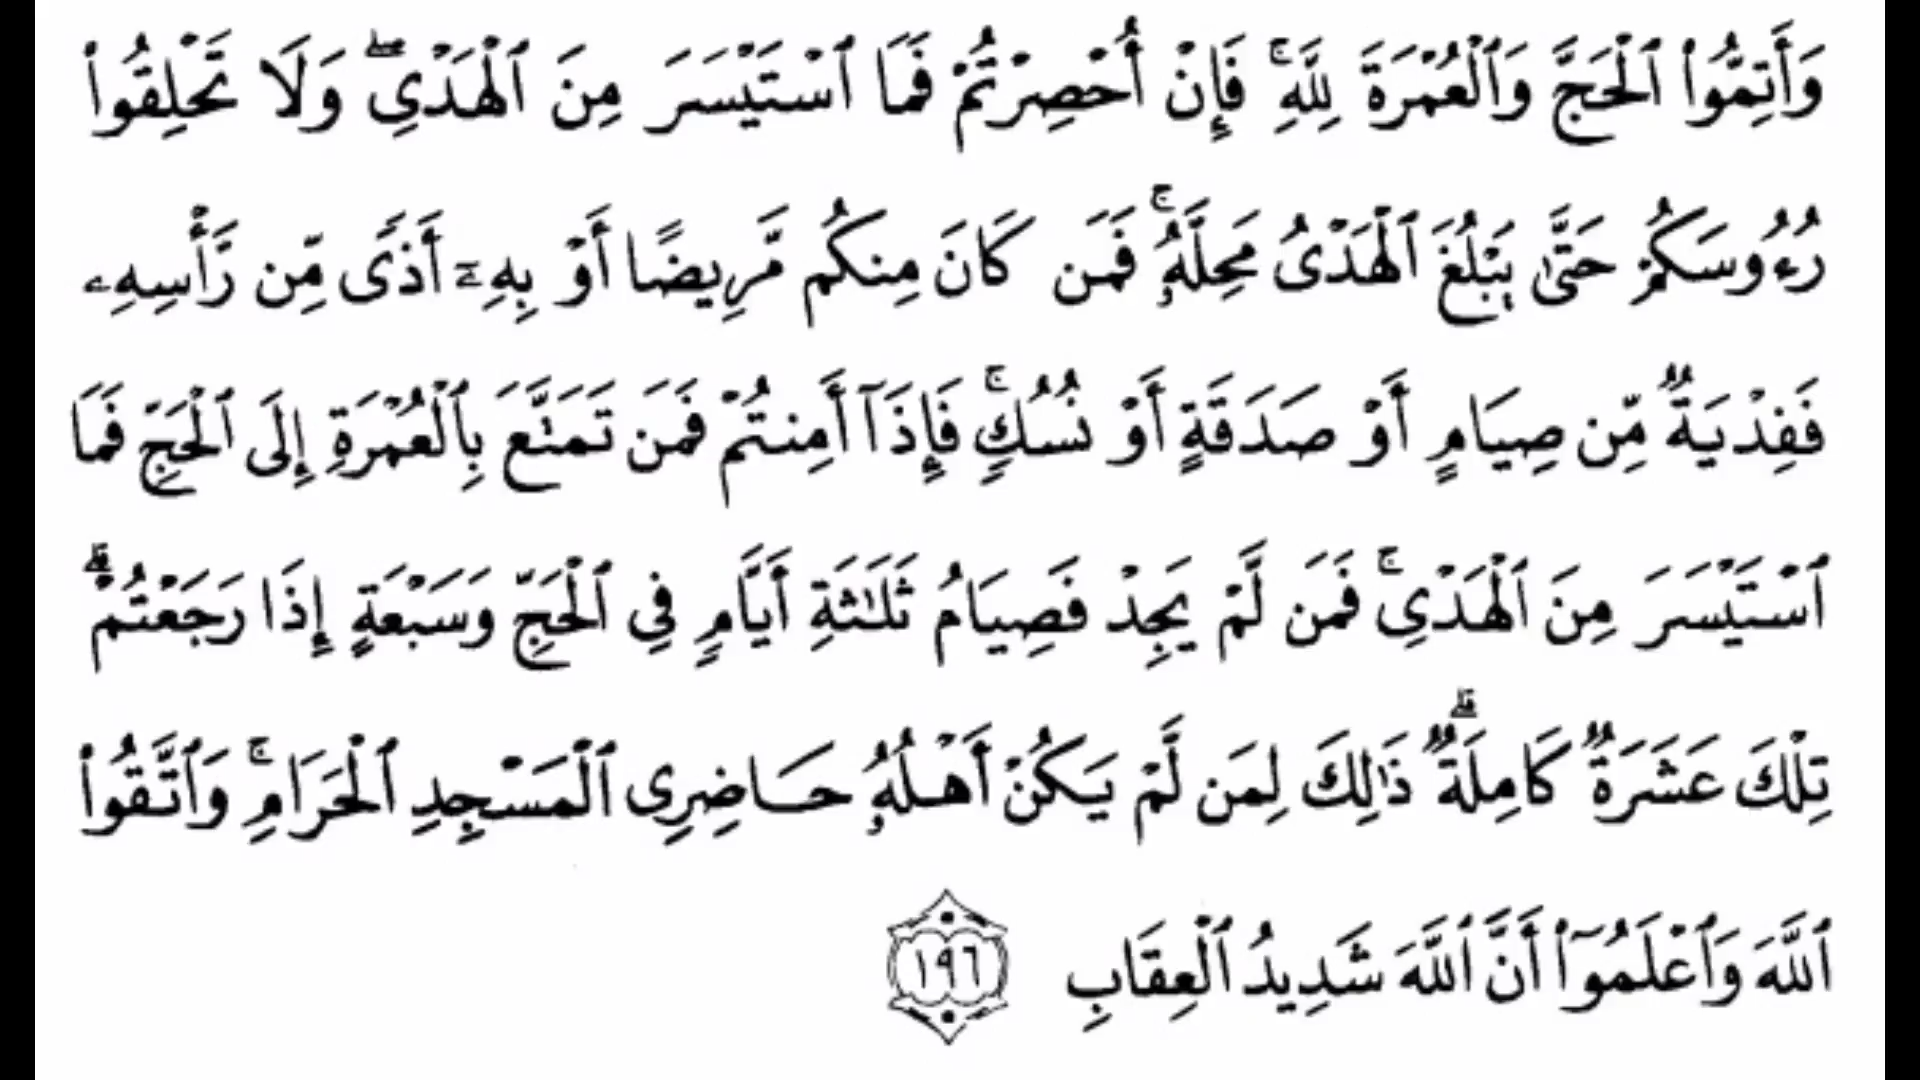 وَأَتِمُّوا۟ ٱلْحَجَّ وَٱلْعُمْرَةَ لِلَّهِ ۚ فَإِنْ أُحْصِرْتُمْ فَمَا ٱسْتَيْسَرَ مِنَ ٱلْهَدْىِ ۖ وَلَا تَحْلِقُوا۟
رُءُوسَكُمْ حَتَّىٰ يَبْلُغَ ٱلْهَدْىُ مَحِلَّهُۥ ۚ فَمَن كَانَ مِنكُم مَّرِيضًا أَوْ بِهِۦٓ أَذًى مِّن رَّأْسِهِۦ
فَفِدْيَةٌ مِّن صِيَامٍ أَوْ صَدَقَةٍ أَوْ نُسُكٍ ۚ فَإِذَآ أَمِنتُمْ فَمَن تَمَتَّعَ بِٱلْعُمْرَةِ إِلَى ٱلْحَجِّ فَمَا
ٱسْتَيْسَرَ مِنَ ٱلْهَدْىِ ۚ فَمَن لَّمْ يَجِدْ فَصِيَامُ ثَلَٰثَةِ أَيَّامٍ فِى ٱلْحَجِّ وَسَبْعَةٍ إِذَا رَجَعْتُمْ ۗ
تِلْكَ عَشَرَةٌ كَامِلَةٌ ۗ ذَٰلِكَ لِمَن لَّمْ يَكُنْ أَهْلُهُۥ حَاضِرِى ٱلْمَسْجِدِ ٱلْحَرَامِ ۚ وَٱتَّقُوا۟
ٱللَّهَ وَٱعْلَمُوٓا۟ أَنَّ ٱللَّهَ شَدِيدُ ٱلْعِقَابِ ١٩٦